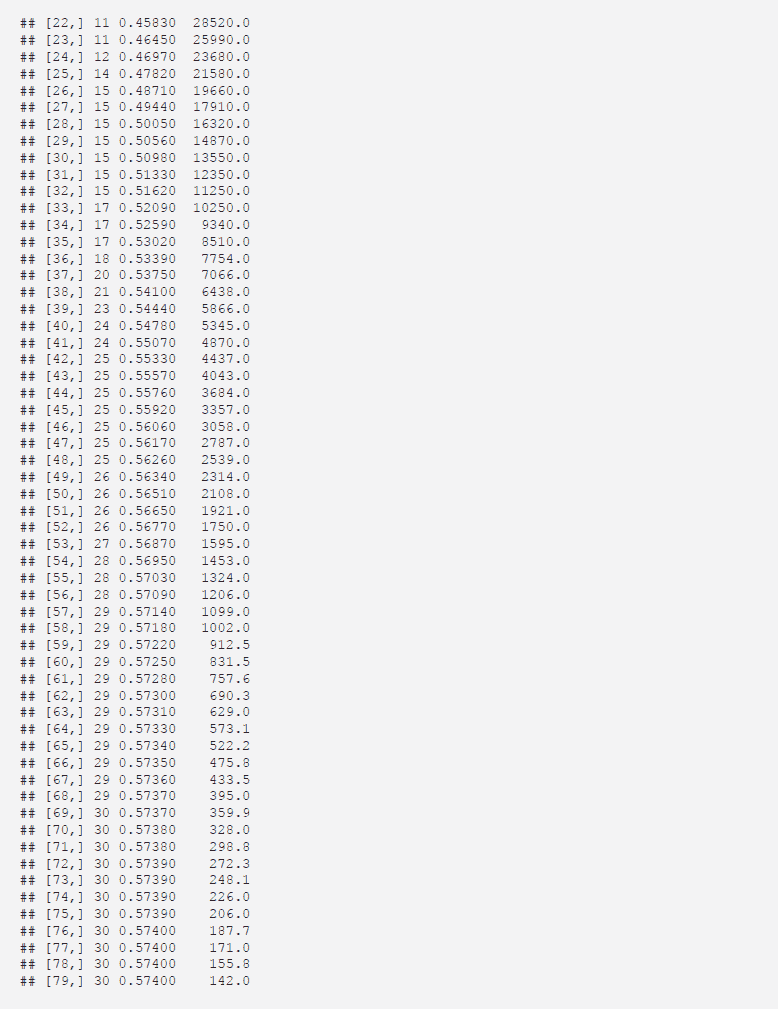 ## [22,] 11 0.45830  28520.0
## [23,] 11 0.46450  25990.0
## [24,] 12 0.46970  23680.0
## [25,] 14 0.47820  21580.0
## [26,] 15 0.48710  19660.0
## [27,] 15 0.49440  17910.0
## [28,] 15 0.50050  16320.0
## [29,] 15 0.50560  14870.0
## [30,] 15 0.50980  13550.0
## [31,] 15 0.51330  12350.0
## [32,] 15 0.51620  11250.0
## [33,] 17 0.52090  10250.0
## [34,] 17 0.52590   9340.0
## [35,] 17 0.53020   8510.0
## [36,] 18 0.53390   7754.0
## [37,] 20 0.53750   7066.0
## [38,] 21 0.54100   6438.0
## [39,] 23 0.54440   5866.0
## [40,] 24 0.54780   5345.0
## [41,] 24 0.55070   4870.0
## [42,] 25 0.55330   4437.0
## [43,] 25 0.55570   4043.0
## [44,] 25 0.55760   3684.0
## [45,] 25 0.55920   3357.0
## [46,] 25 0.56060   3058.0
## [47,] 25 0.56170   2787.0
## [48,] 25 0.56260   2539.0
## [49,] 26 0.56340   2314.0
## [50,] 26 0.56510   2108.0
## [51,] 26 0.56650   1921.0
## [52,] 26 0.56770   1750.0
## [53,] 27 0.56870   1595.0
## [54,] 28 0.56950   1453.0
## [55,] 28 0.57030   1324.0
## [56,] 28 0.57090   1206.0
## [57,] 29 0.57140   1099.0
## [58,] 29 0.57180   1002.0
## [59,] 29 0.57220    912.5
## [60,] 29 0.57250    831.5
## [61,] 29 0.57280    757.6
## [62,] 29 0.57300    690.3
## [63,] 29 0.57310    629.0
## [64,] 29 0.57330    573.1
## [65,] 29 0.57340    522.2
## [66,] 29 0.57350    475.8
## [67,] 29 0.57360    433.5
## [68,] 29 0.57370    395.0
## [69,] 30 0.57370    359.9
## [70,] 30 0.57380    328.0
## [71,] 30 0.57380    298.8
## [72,] 30 0.57390    272.3
## [73,] 30 0.57390    248.1
## [74,] 30 0.57390    226.0
## [75,] 30 0.57390    206.0
## [76,] 30 0.57400    187.7
## [77,] 30 0.57400    171.0
## [78,] 30 0.57400    155.8
## [79,] 30 0.57400    142.0